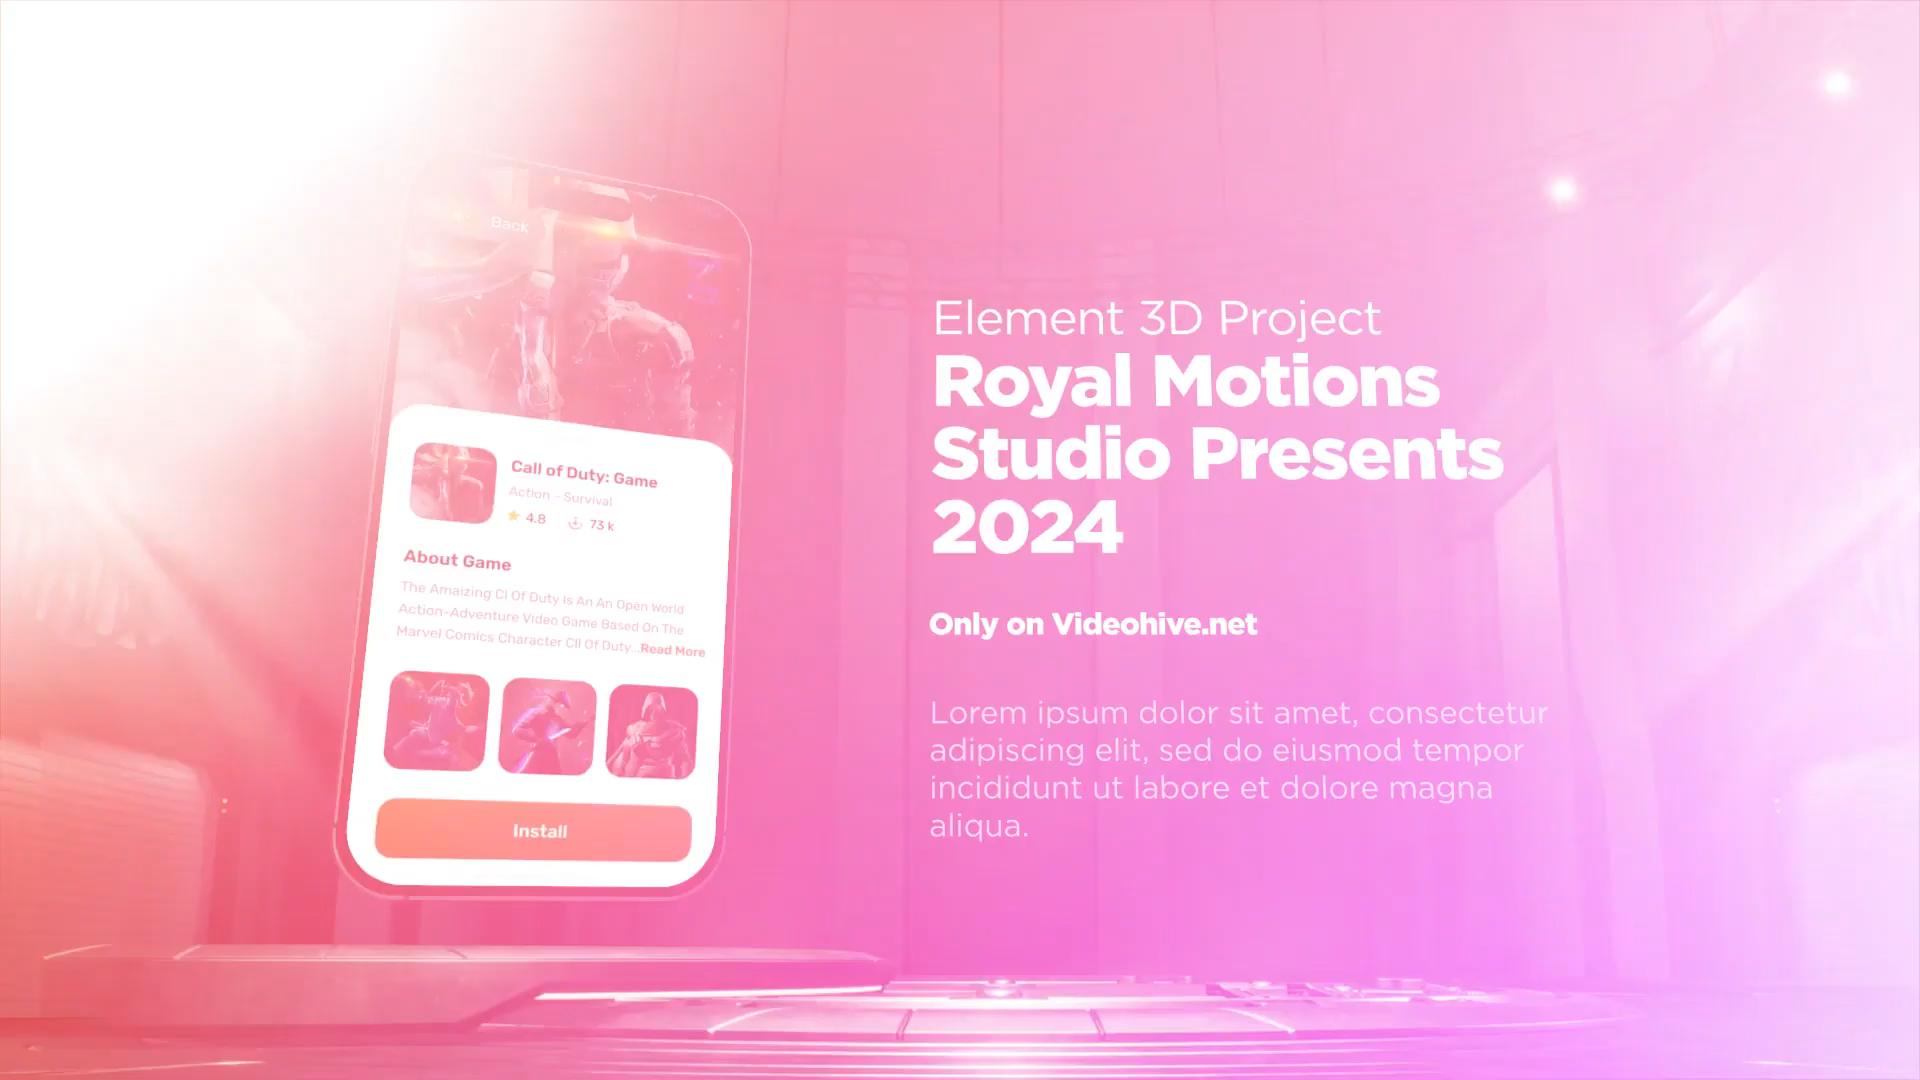 Back
Call of Duty: Game
Action - Survival
4.8 73 k
About Game
The Amaizing Cl Of Duty Is An An Open World
Action-Adventure Video Game Based On The
Marvel Comics Character Cll Of Duty...Read More
Install
Element 3D Project
Royal Motions
Studio Presents
2024
Only on Videohive.net
Lorem ipsum dolor sit amet, consectetur
adipiscing elit, sed do eiusmod tempor
incididunt ut labore et dolore magna
aliqua.